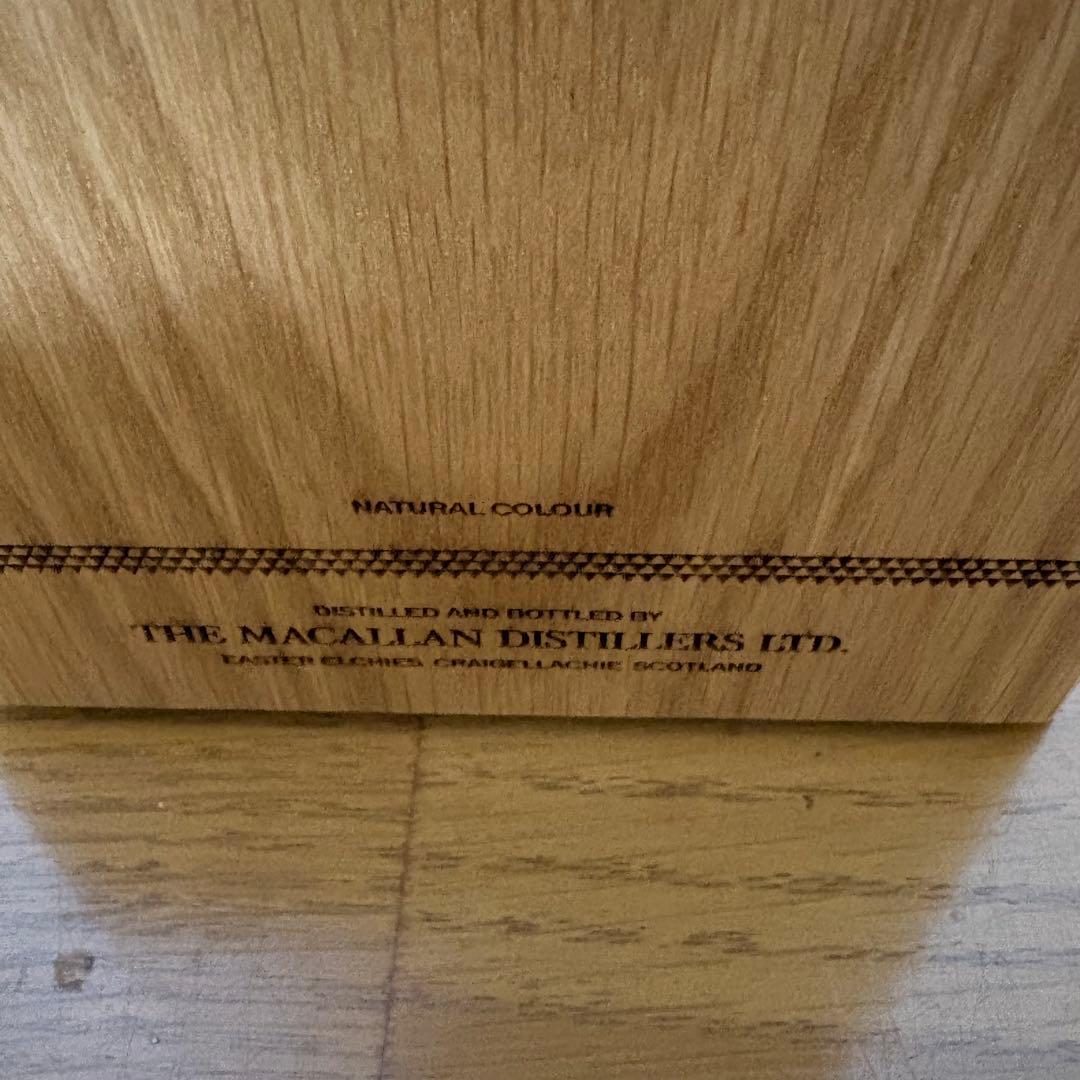 NATURAL COLOUR
DISTILLED AND BOTTLED BY
THE MACALLAN DISTILLERS LTD.
EASTER ELCHIES CRAIGELLACHIE SCOTLAND